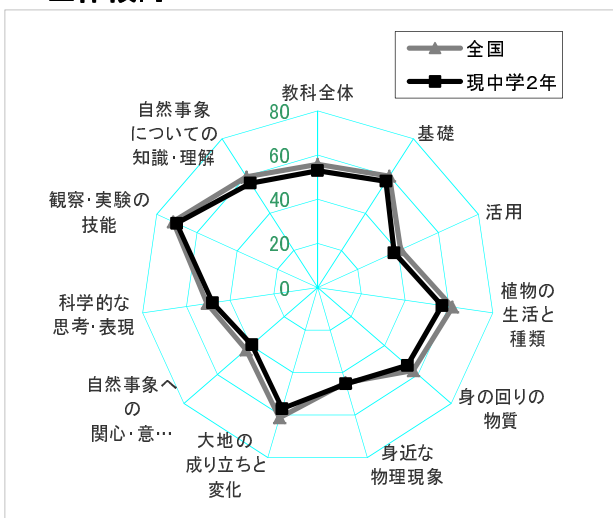 全国
現中学2年
教科全体
基礎
活用
植物の
生活と
種類
身の回りの
物質
身近な
物理現象
大地の
成り立ちと
変化
自然事象へ
の
関心・意…
科学的な
思考・表現
観察・実験の
技能
自然事象
についての
知識・理解
80
60
40
20
0